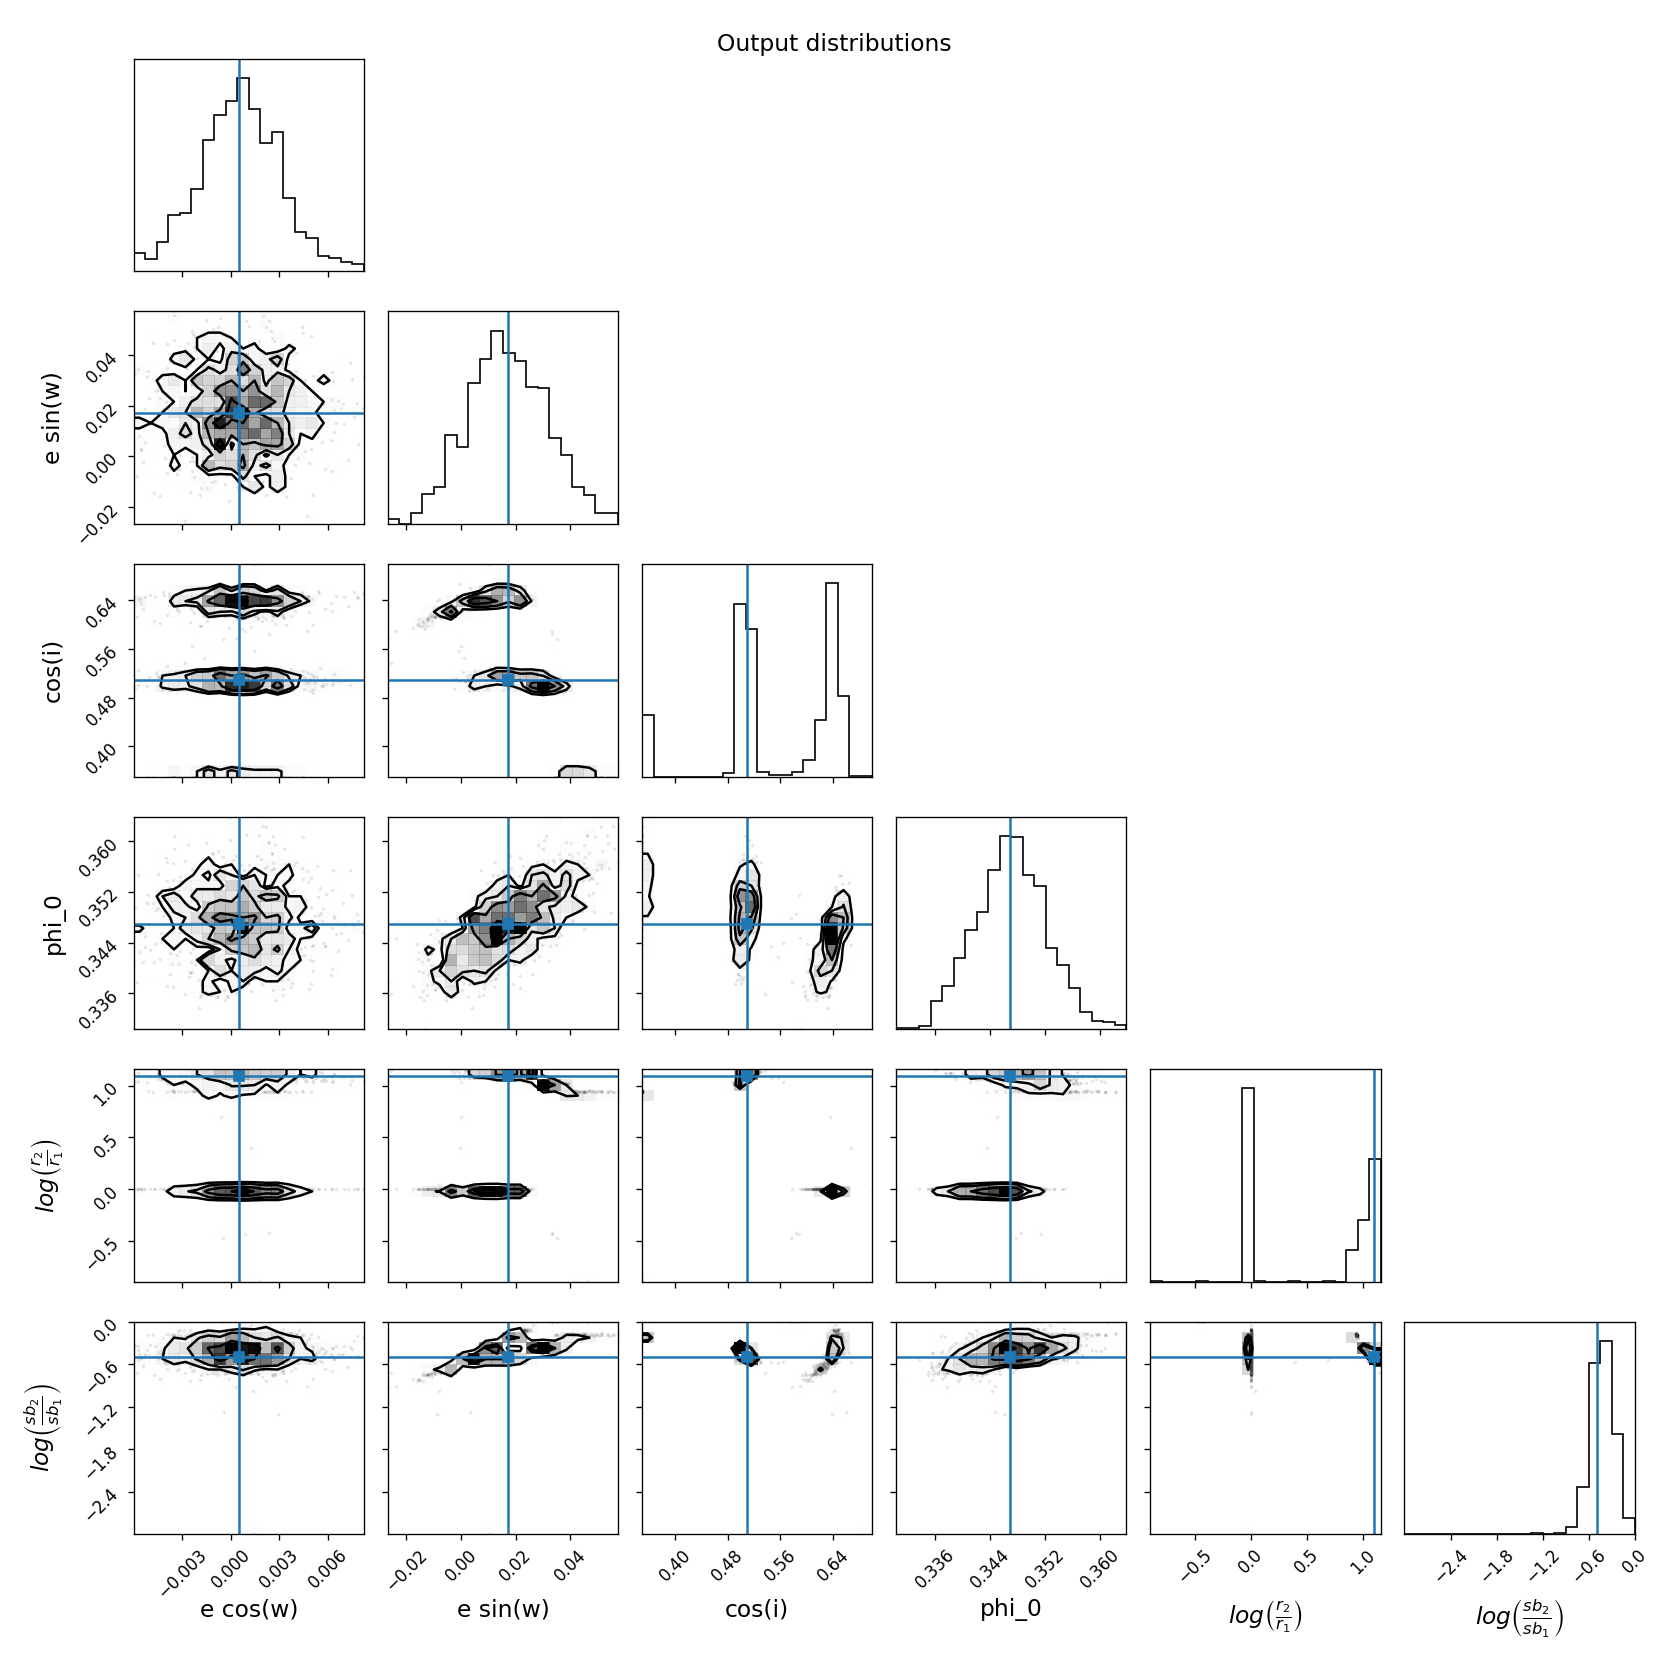 Output distributions
e sin(w)
0.04
0.02
0.00
−0.02
cos(i)
0.64
0.56
0.48
0.40
phi_0
0.360
0.352
0.344
0.336
log(r₂/r₁)
1.0
0.5
0.0
−0.5
log(sb₂/sb₁)
0.0
−0.6
−1.2
−1.8
−2.4
−0.003 0.000 0.003 0.006
−0.02 0.00 0.02 0.04
0.40 0.48 0.56 0.64
0.336 0.344 0.352 0.360
−0.5 0.0 0.5 1.0
−2.4 −1.8 −1.2 −0.6 0.0
e cos(w)
e sin(w)
cos(i)
phi_0
log(r₂/r₁)
log(sb₂/sb₁)